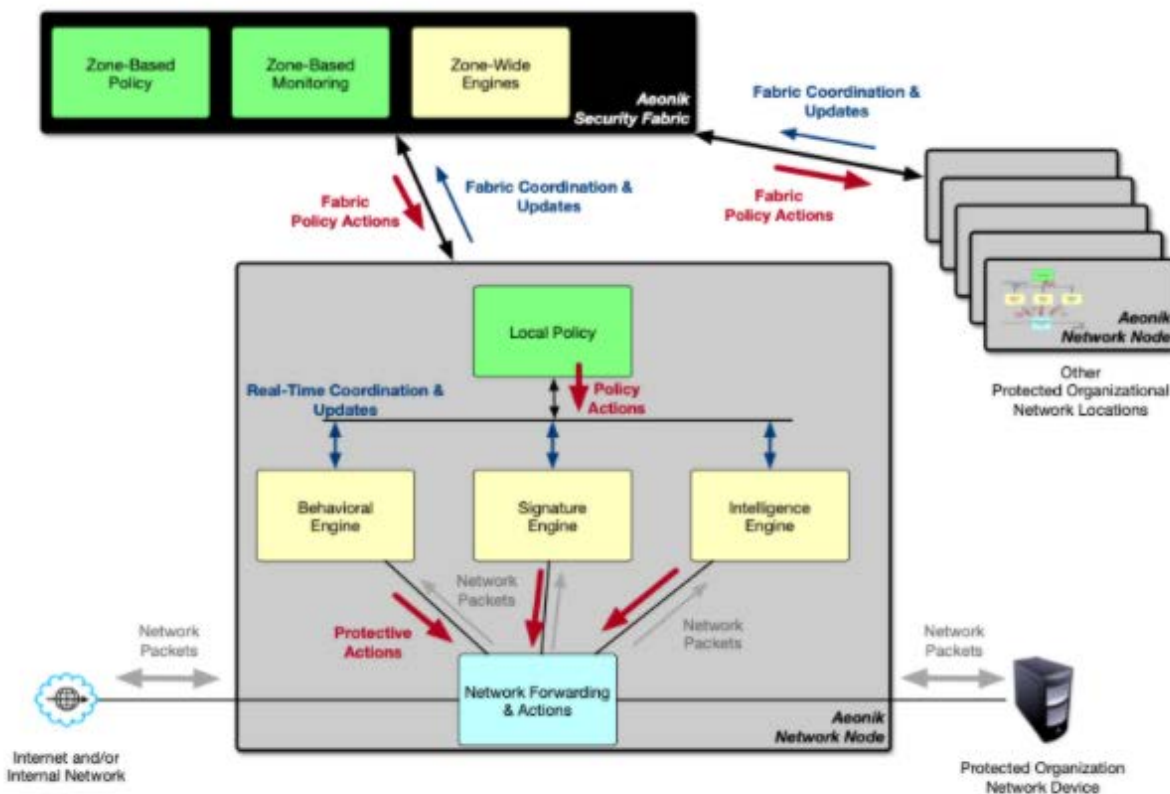 Zone-Based
Policy
Zone-Based
Monitoring
Zone-Wide
Engines
Aeonik
Security Fabric
Fabric Coordination &
Updates
Fabric
Policy Actions
Fabric
Policy Actions
Fabric Coordination &
Updates
Aeonik
Network Node
Other
Protected Organizational
Network Locations
Local Policy
Real-Time Coordination &
Updates
Policy
Actions
Behavioral
Engine
Signature
Engine
Intelligence
Engine
Network
Packets
Network
Packets
Protective
Actions
Network
Packets
Network
Packets
Network Forwarding
& Actions
Aeonik
Network Node
Internet and/or
Internal Network
Protected Organization
Network Device